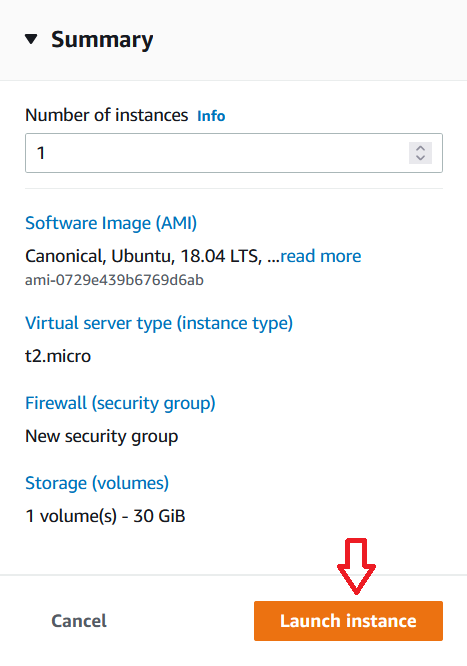 Summary
Number of instances Info
1
Software Image (AMI)
Canonical, Ubuntu, 18.04 LTS, ...read more
ami-0729e439b6769d6ab
Virtual server type (instance type)
t2.micro
Firewall (security group)
New security group
Storage (volumes)
1 volume(s) - 30 GiB
Cancel Launch instance